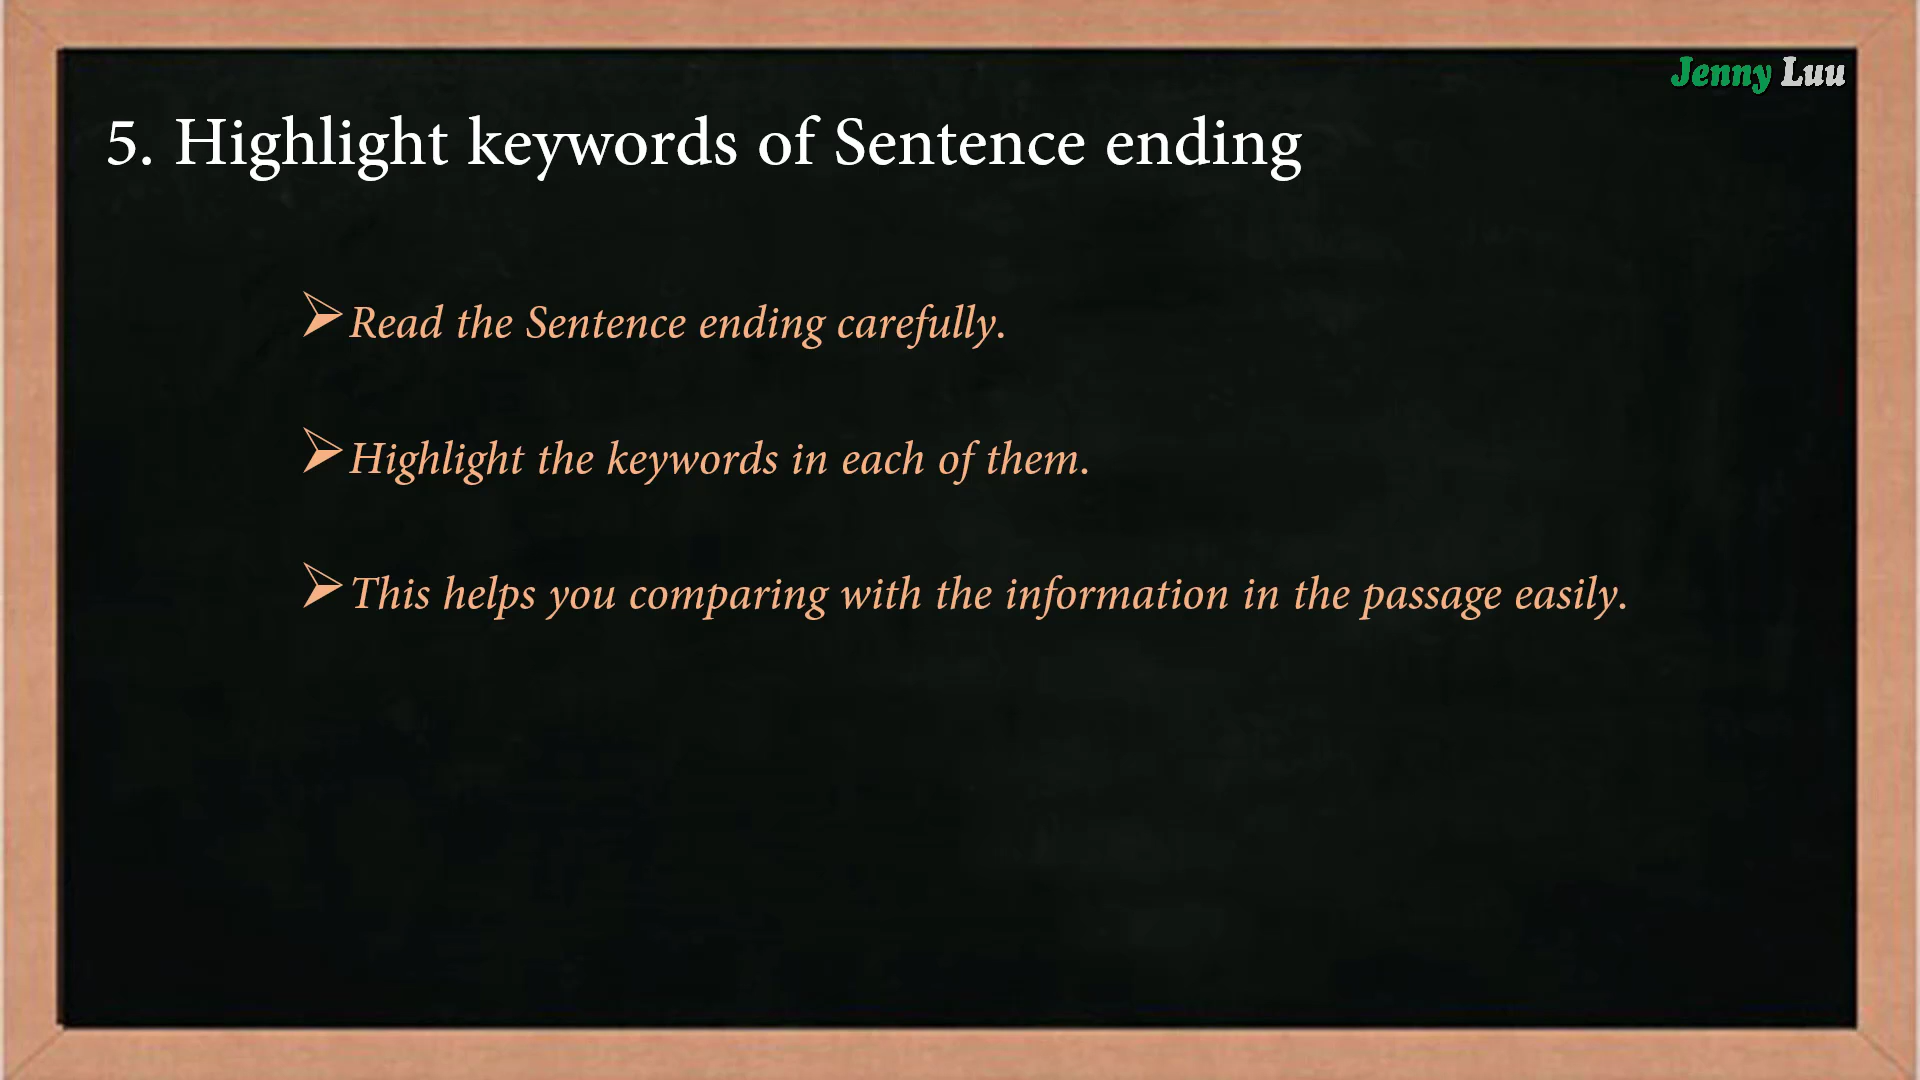 Jenny Luu
5. Highlight keywords of Sentence ending
Read the Sentence ending carefully.
Highlight the keywords in each of them.
This helps you comparing with the information in the passage easily.